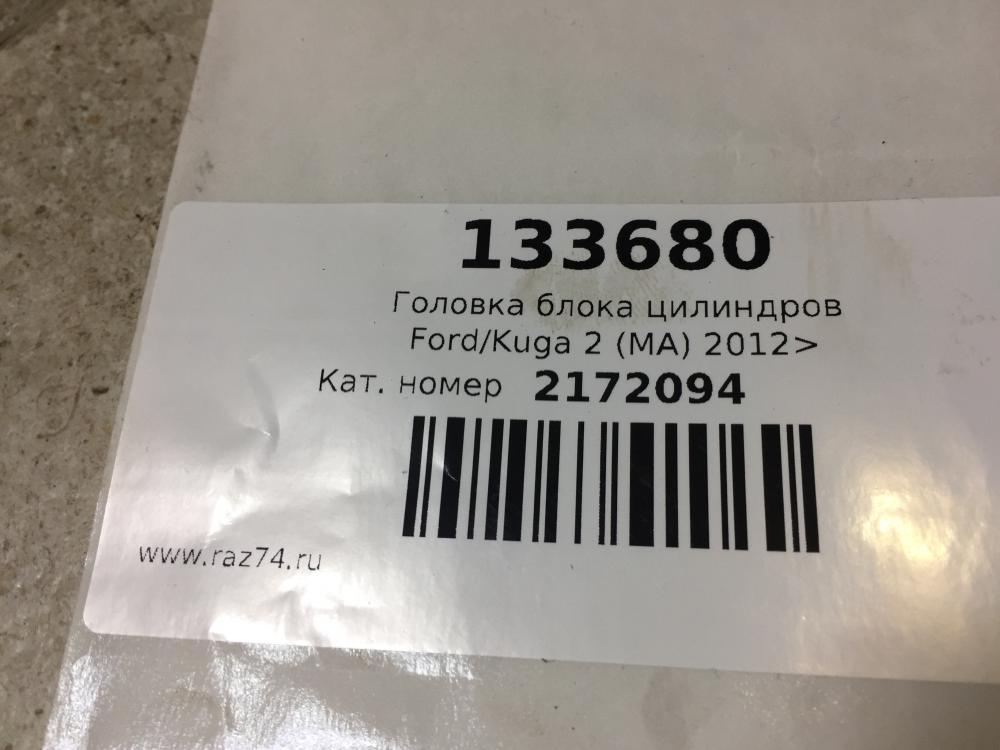 133680
Головка блока цилиндров
Ford/Kuga 2 (MA) 2012>
Кат. номер 2172094
www.raz74.ru